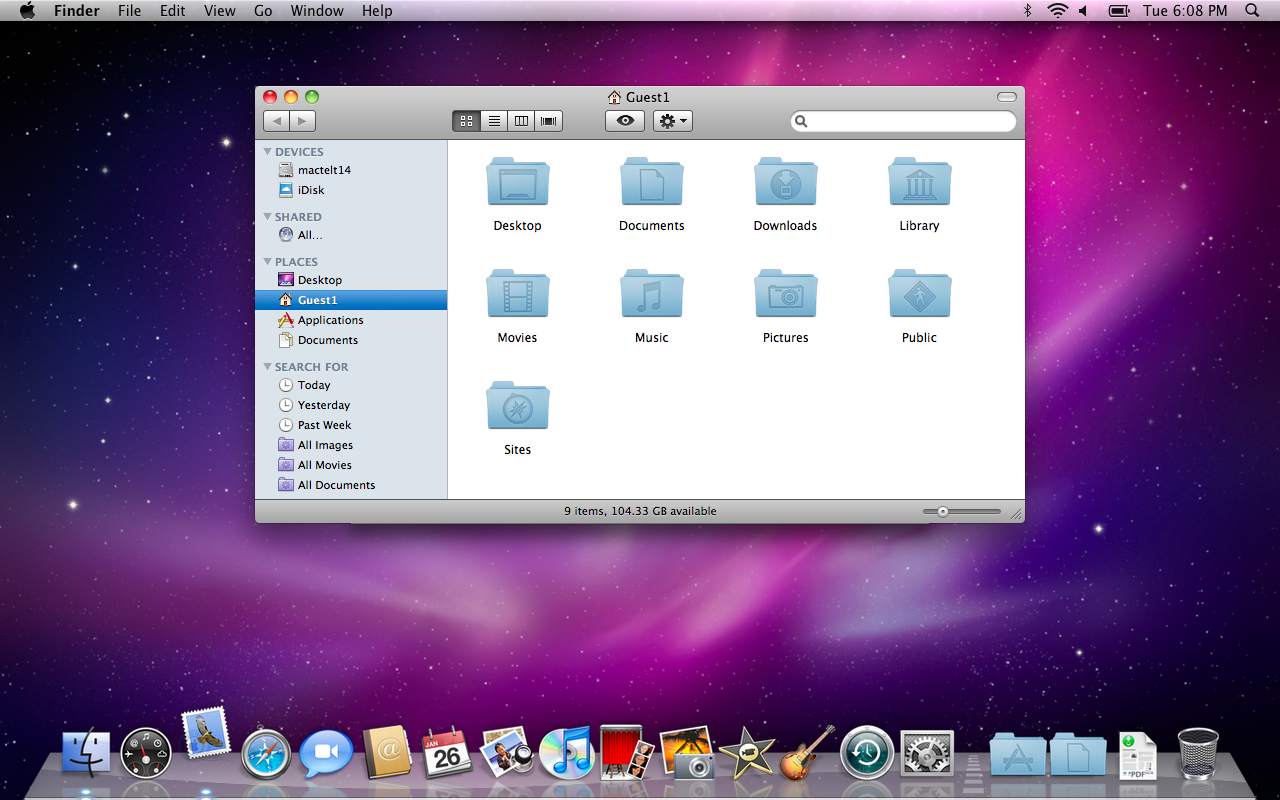 Finder File Edit View Go Window Help Tue 6:08 PM
Guest1
DEVICES
mactelt14
iDisk
SHARED
All...
PLACES
Desktop
Guest1
Applications
Documents
SEARCH FOR
Today
Yesterday
Past Week
All Images
All Movies
All Documents
Desktop Documents Downloads Library
Movies Music Pictures Public
Sites
9 items, 104.33 GB available
@
JAN
26
PDF